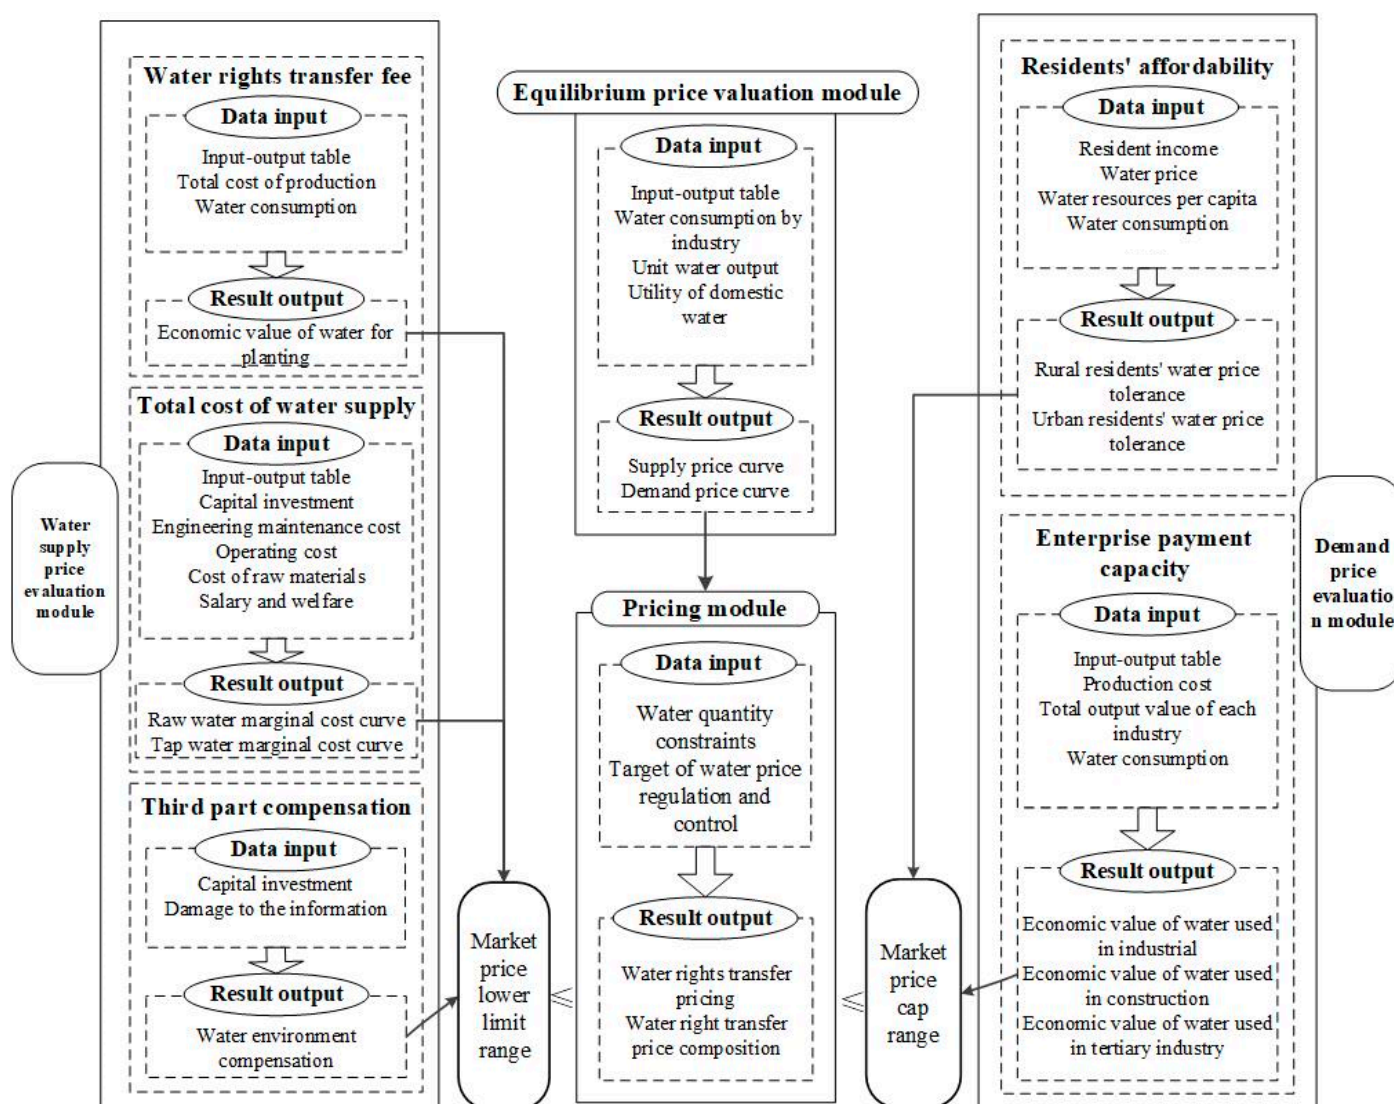 Water rights transfer fee
Data input
Input-output table
Total cost of production
Water consumption
Result output
Economic value of water for
planting
Total cost of water supply
Data input
Input-output table
Capital investment
Engineering maintenance cost
Operating cost
Cost of raw materials
Salary and welfare
Result output
Raw water marginal cost curve
Tap water marginal cost curve
Third part compensation
Data input
Capital investment
Damage to the information
Result output
Water environment
compensation
Water
supply
price
evaluation
module
Market
price
lower
limit
range
Equilibrium price valuation module
Data input
Input-output table
Water consumption by
industry
Unit water output
Utility of domestic
water
Result output
Supply price curve
Demand price curve
Pricing module
Data input
Water quantity
constraints
Target of water price
regulation and
control
Result output
Water rights transfer
pricing
Water right transfer
price composition
≤
≤
Market
price
cap
range
Residents' affordability
Data input
Resident income
Water price
Water resources per capita
Water consumption
Result output
Rural residents' water price
tolerance
Urban residents' water price
tolerance
Enterprise payment
capacity
Data input
Input-output table
Production cost
Total output value of each
industry
Water consumption
Result output
Economic value of water used
in industrial
Economic value of water used
in construction
Economic value of water used
in tertiary industry
Demand
price
evaluatio
n module